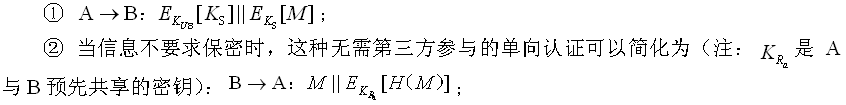 ① A → B：E_{K_{UB}}[K_S] || E_{K_S}[M]；
② 当信息不要求保密时，这种无需第三方参与的单向认证可以简化为（注：K_{R_a} 是 A
与 B 预先共享的密钥）：B → A：M || E_{K_{R_a}}[H(M)]；